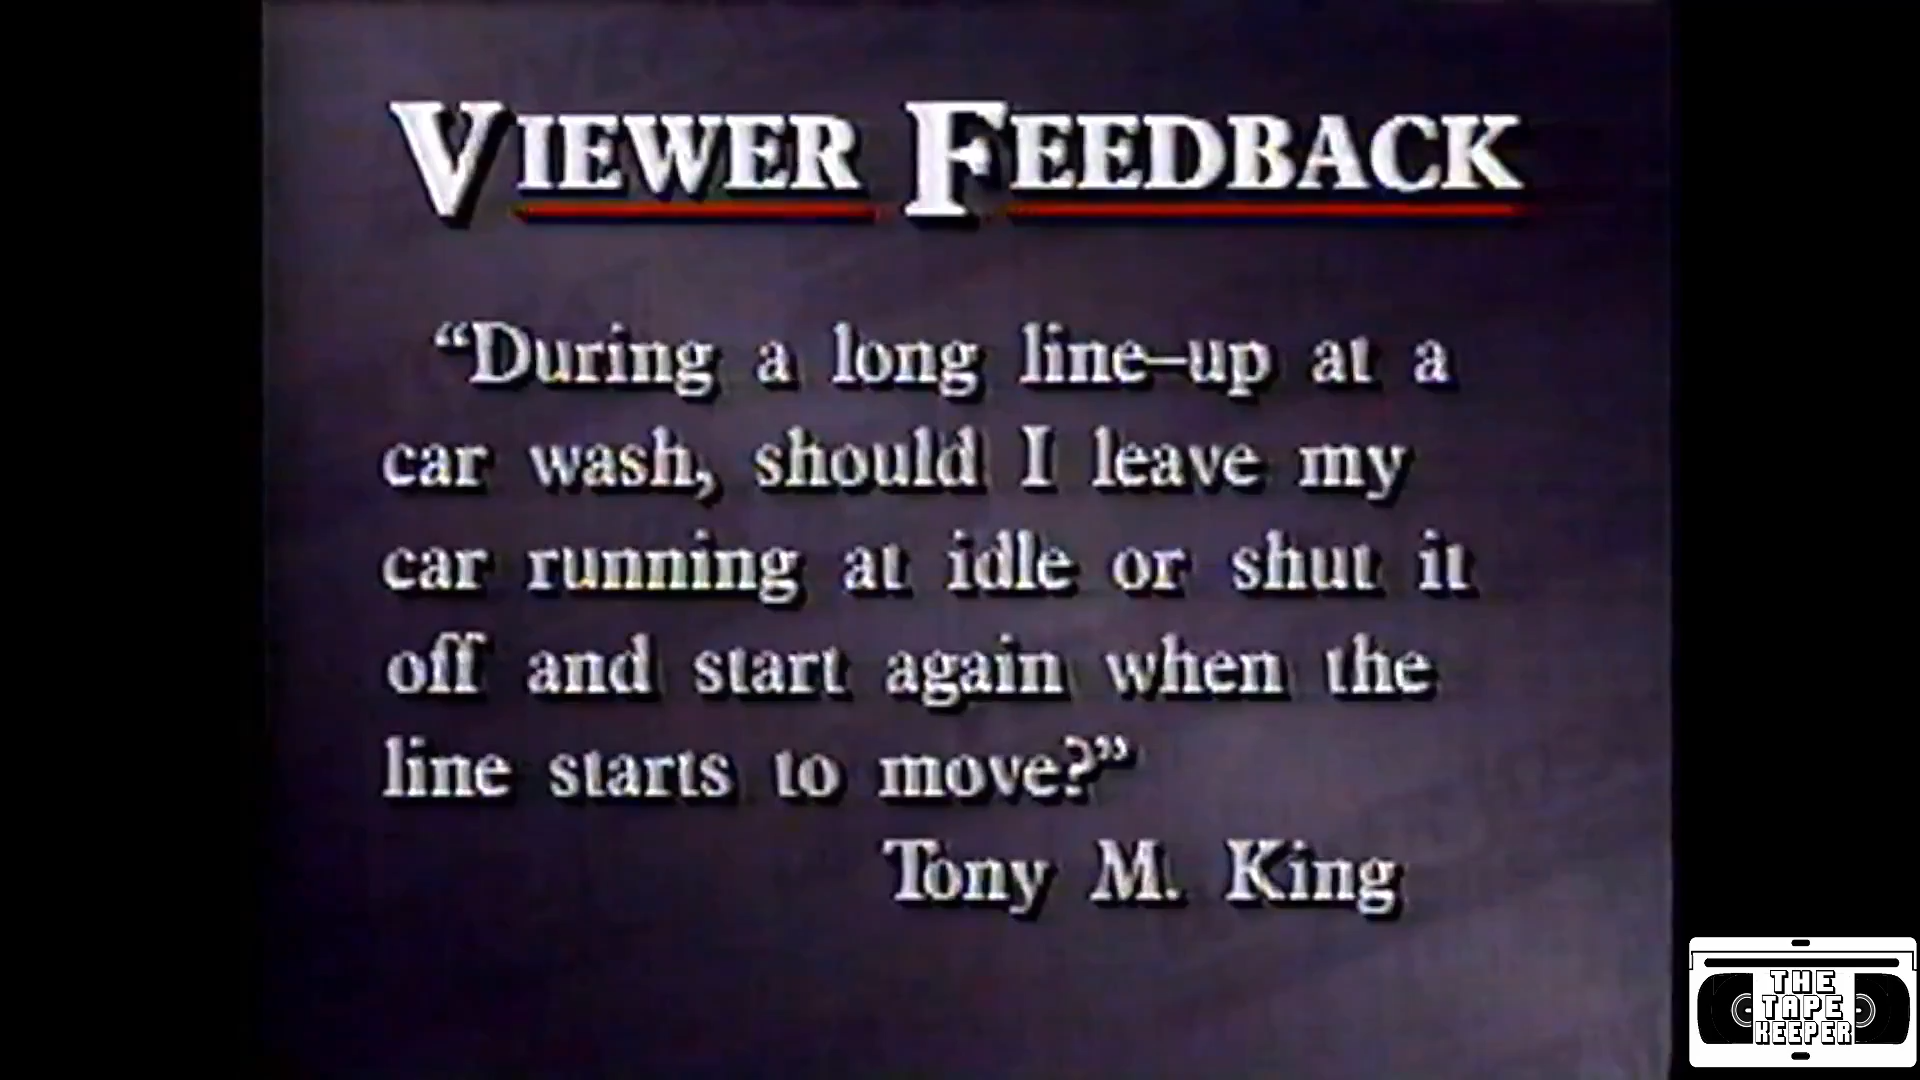 VIEWER FEEDBACK
“During a long line–up at a
car wash, should I leave my
car running at idle or shut it
off and start again when the
line starts to move?”
Tony M. King
THE
TAPE
KEEPER